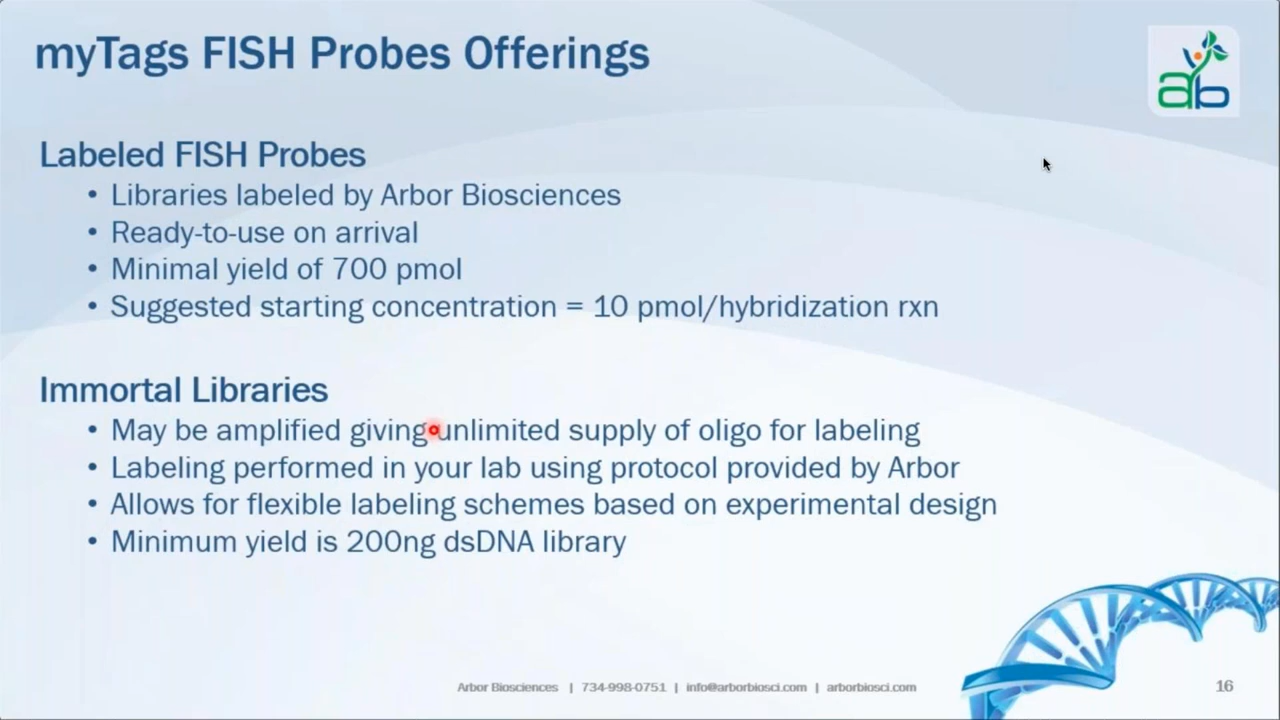 myTags FISH Probes Offerings
ab
Labeled FISH Probes
• Libraries labeled by Arbor Biosciences
• Ready-to-use on arrival
• Minimal yield of 700 pmol
• Suggested starting concentration = 10 pmol/hybridization rxn
Immortal Libraries
• May be amplified giving unlimited supply of oligo for labeling
• Labeling performed in your lab using protocol provided by Arbor
• Allows for flexible labeling schemes based on experimental design
• Minimum yield is 200ng dsDNA library
Arbor Biosciences | 734-998-0751 | info@arborbiosci.com | arborbiosci.com
16